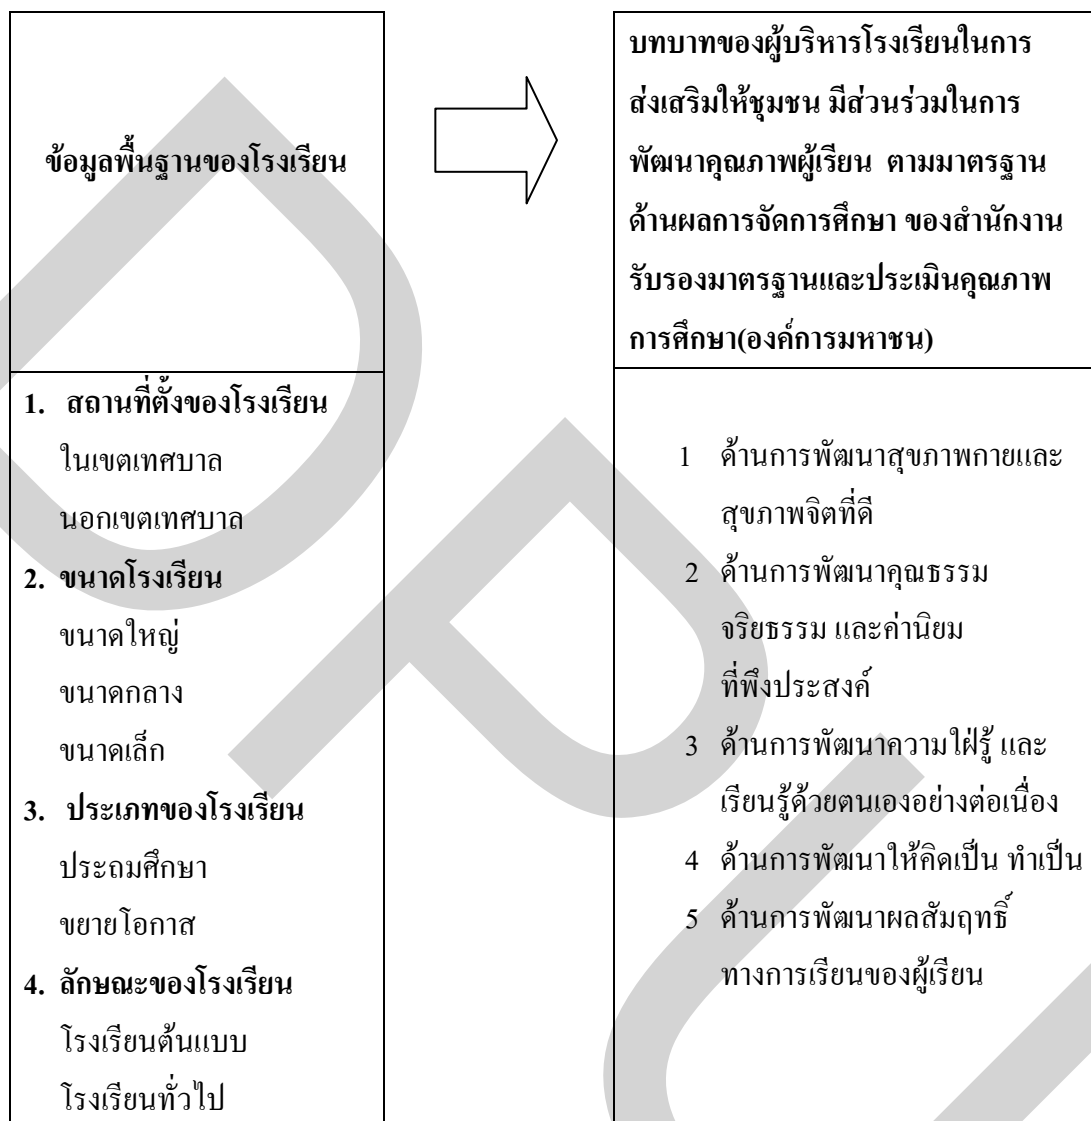 ข้อมูลพื้นฐานของโรงเรียน
บทบาทของผู้บริหารโรงเรียนในการ
ส่งเสริมให้ชุมชน มีส่วนร่วมในการ
พัฒนาคุณภาพผู้เรียน ตามมาตรฐาน
ด้านผลการจัดการศึกษา ของสำนักงาน
รับรองมาตรฐานและประเมินคุณภาพ
การศึกษา(องค์การมหาชน)
1. สถานที่ตั้งของโรงเรียน
ในเขตเทศบาล
นอกเขตเทศบาล
2. ขนาดโรงเรียน
ขนาดใหญ่
ขนาดกลาง
ขนาดเล็ก
3. ประเภทของโรงเรียน
ประถมศึกษา
ขยายโอกาส
4. ลักษณะของโรงเรียน
โรงเรียนต้นแบบ
โรงเรียนทั่วไป
1 ด้านการพัฒนาสุขภาพกายและ
สุขภาพจิตที่ดี
2 ด้านการพัฒนาคุณธรรม
จริยธรรม และค่านิยม
ที่พึงประสงค์
3 ด้านการพัฒนาความใฝ่รู้ และ
เรียนรู้ด้วยตนเองอย่างต่อเนื่อง
4 ด้านการพัฒนาให้คิดเป็น ทำเป็น
5 ด้านการพัฒนาผลสัมฤทธิ์
ทางการเรียนของผู้เรียน
DPU